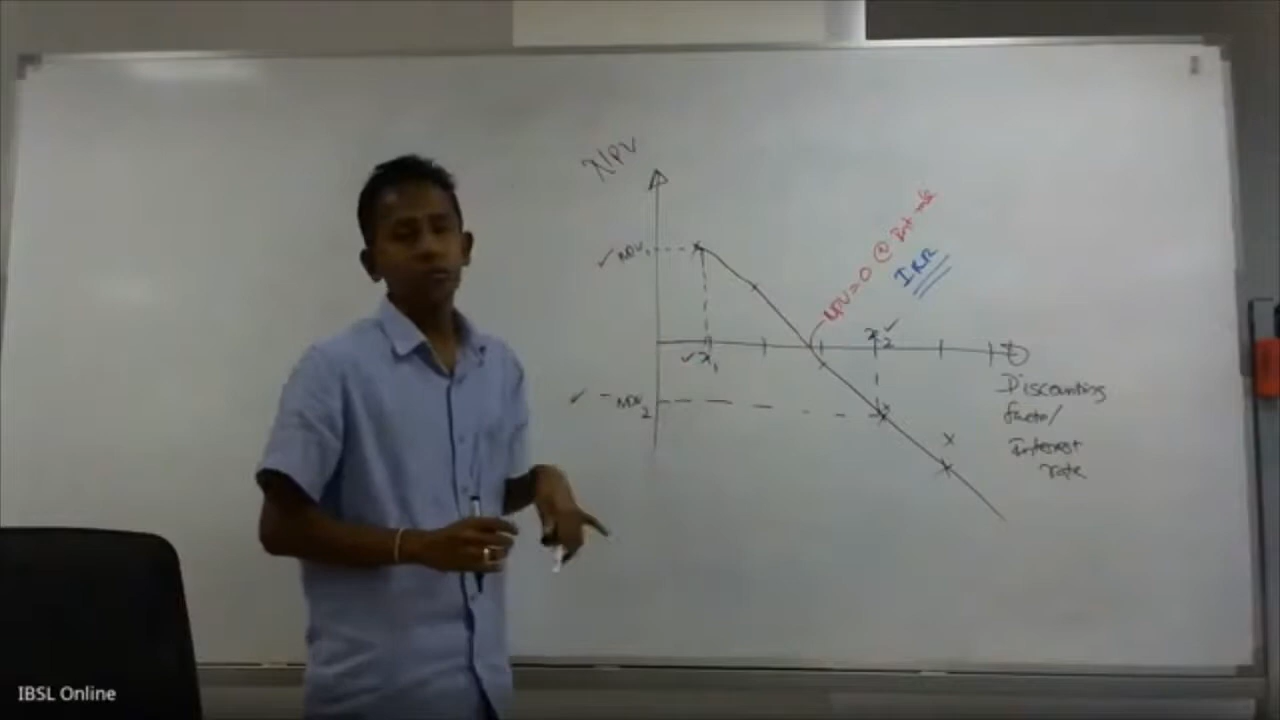 NPV
NPV1
NPV=0 @ Int rate
IRR
x2
x1
-NPV2
Discounting
factor/
Interest
rate
IBSL Online